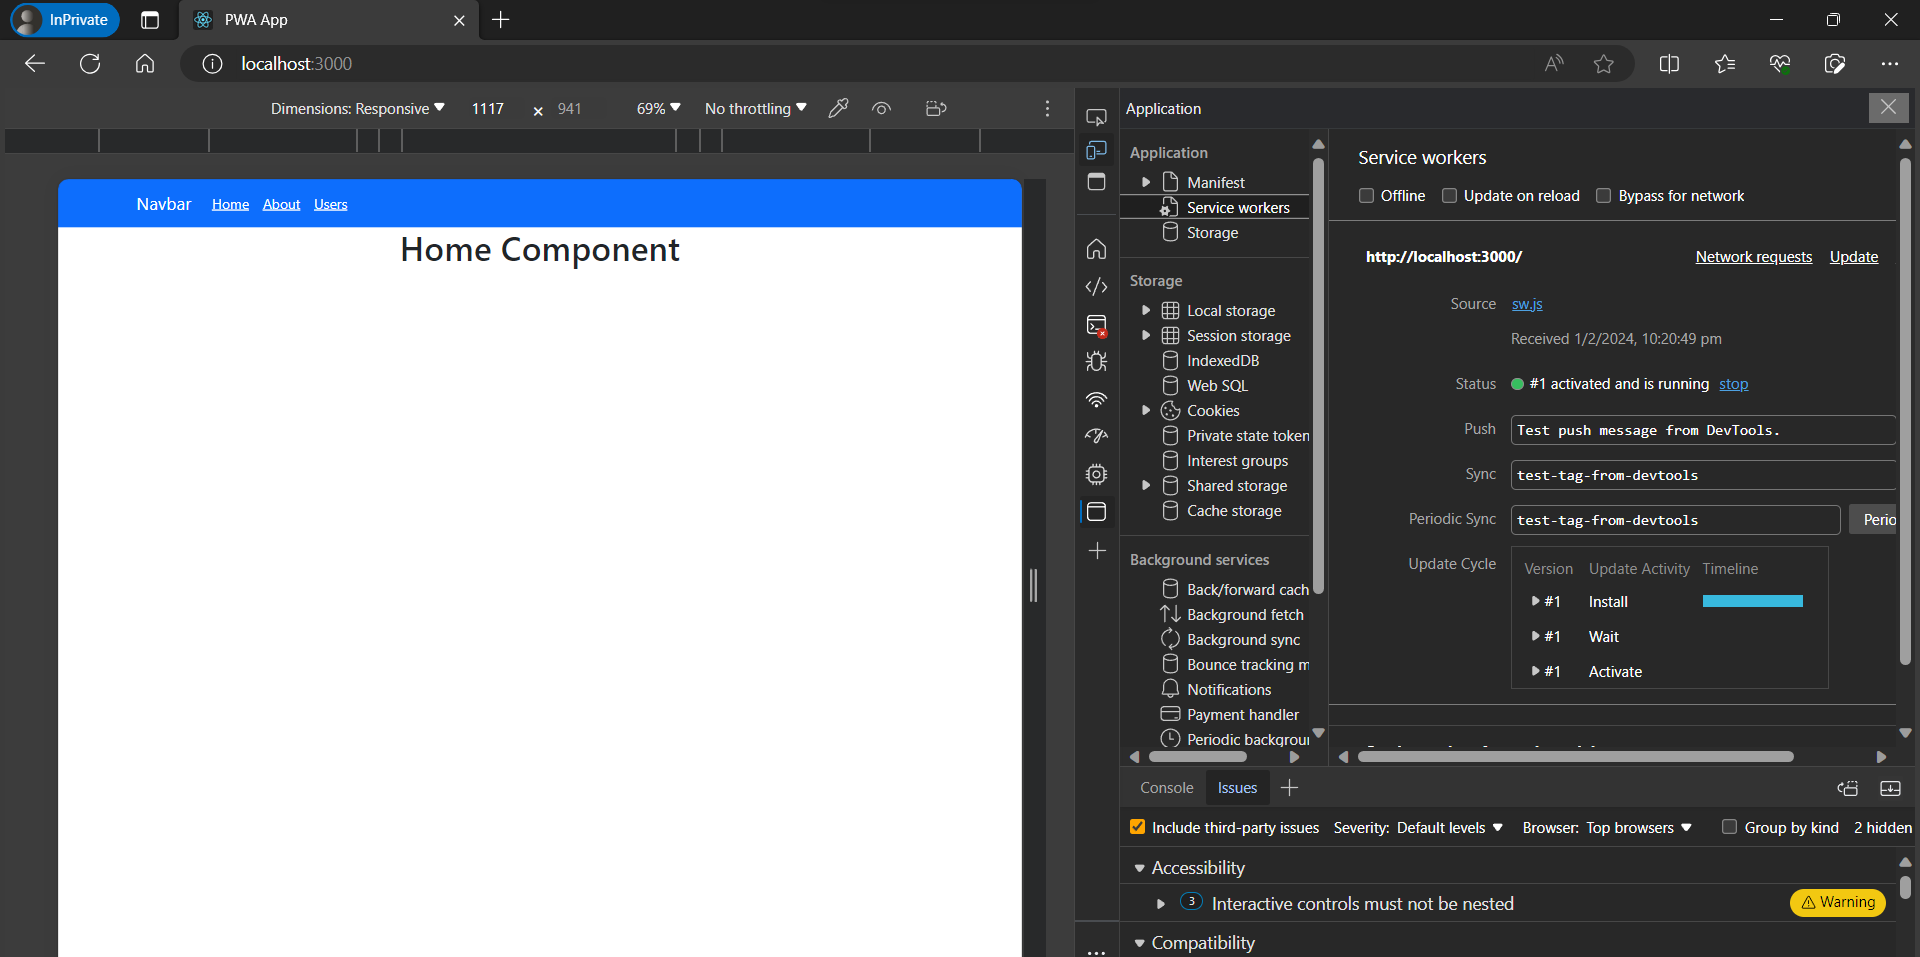 InPrivate
PWA App
localhost:3000
Dimensions: Responsive 1117 × 941 69% No throttling
Navbar Home About Users
Home Component
Application
Application
Manifest
Service workers
Storage
Storage
Local storage
Session storage
IndexedDB
Web SQL
Cookies
Private state token
Interest groups
Shared storage
Cache storage
Background services
Back/forward cach
Background fetch
Background sync
Bounce tracking m
Notifications
Payment handler
Periodic backgrou
Service workers
Offline Update on reload Bypass for network
http://localhost:3000/ Network requests Update
Source sw.js
Received 1/2/2024, 10:20:49 pm
Status #1 activated and is running stop
Push Test push message from DevTools.
Sync test-tag-from-devtools
Periodic Sync test-tag-from-devtools Perio
Update Cycle Version Update Activity Timeline
#1 Install
#1 Wait
#1 Activate
Console Issues
Include third-party issues Severity: Default levels Browser: Top browsers Group by kind 2 hidden
Accessibility
3 Interactive controls must not be nested Warning
Compatibility